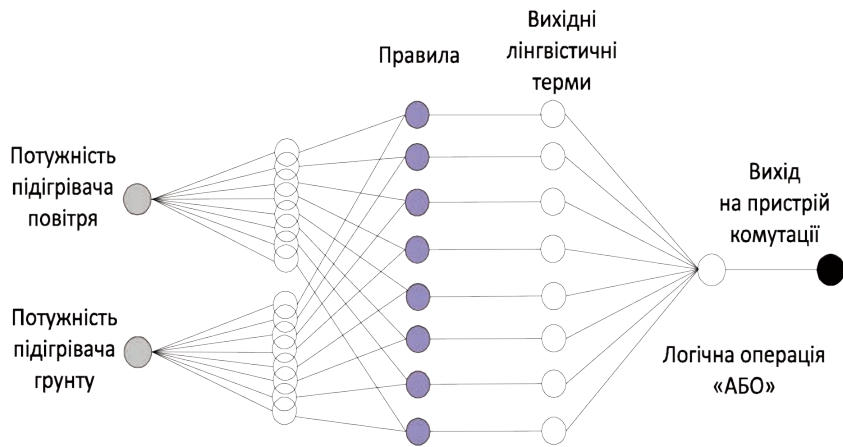 Правила
Вихідні
лінгвістичні
терми
Потужність
підігрівача
повітря
Вихід
на пристрій
комутації
Потужність
підігрівача
грунту
Логічна операція
«АБО»